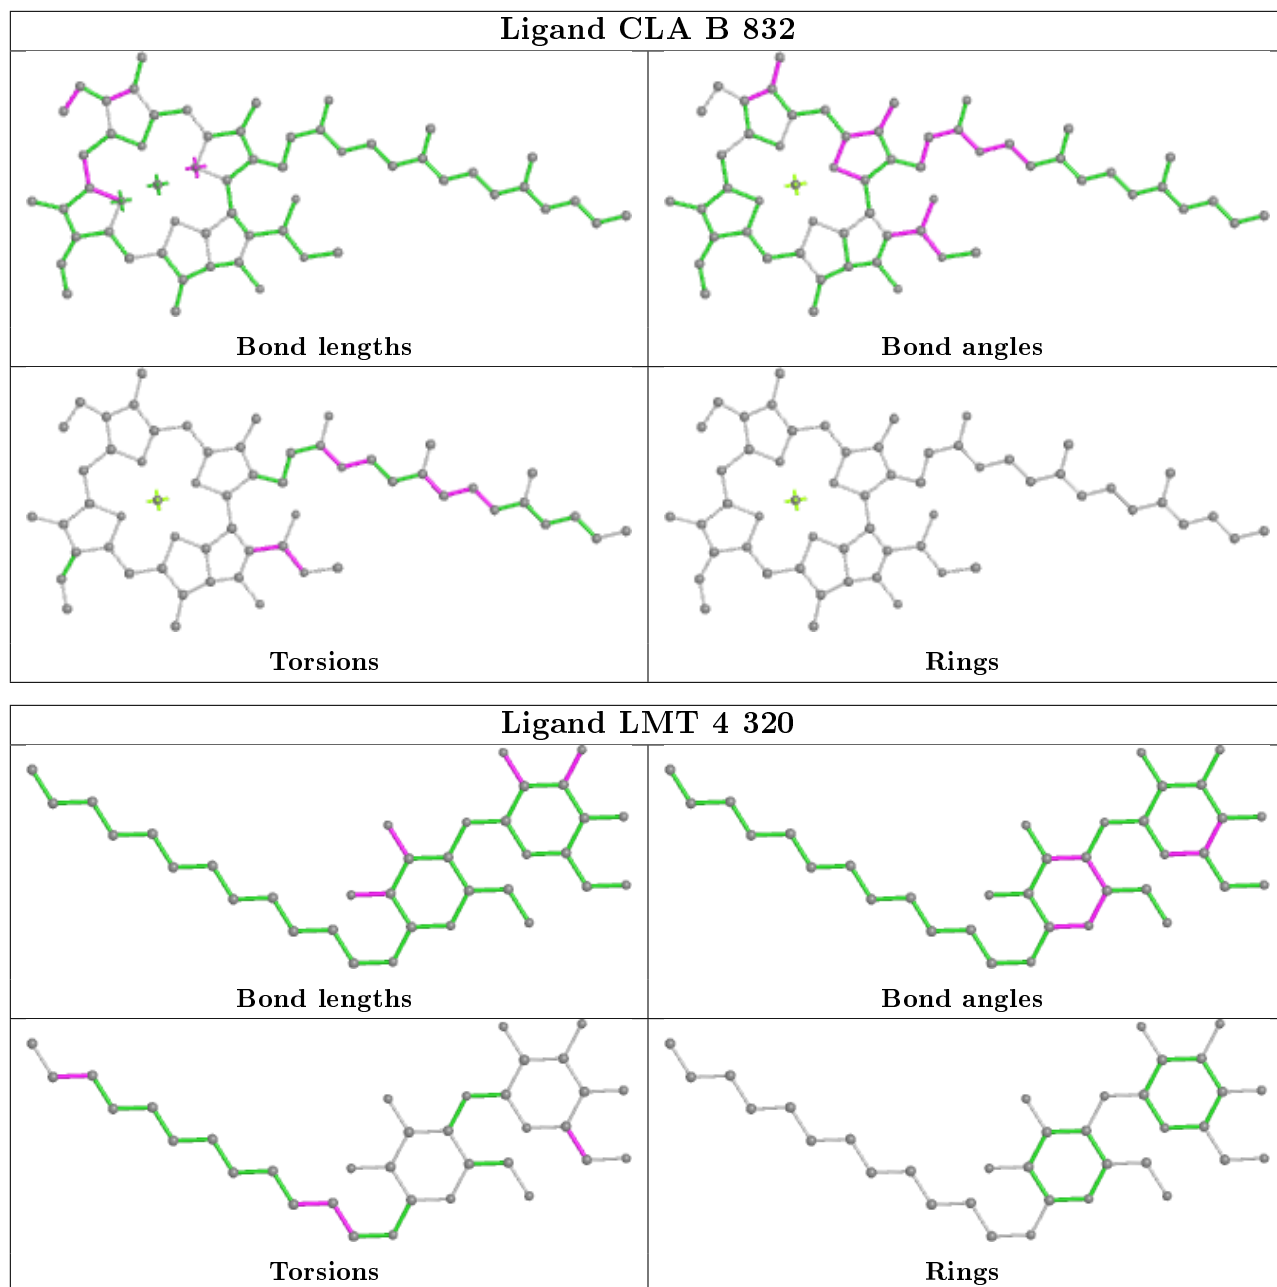 Ligand CLA B 832
Bond lengths
Bond angles
Torsions
Rings
Ligand LMT 4 320
Bond lengths
Bond angles
Torsions
Rings